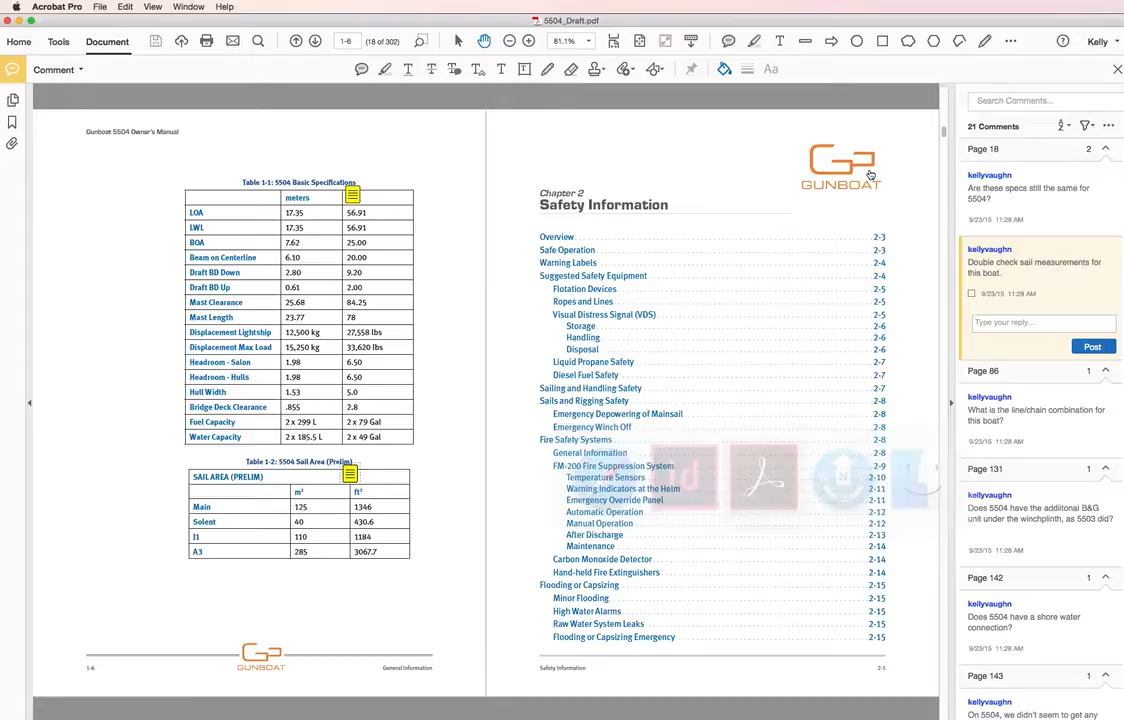 Acrobat Pro File Edit View Window Help
5504_Draft.pdf
Home Tools Document 1-6 (18 of 302) 81.1% Kelly
Comment
Aa
Gunboat 5504 Owner's Manual
Table 1-1: 5504 Basic Specifications
meters
LOA 17.35 56.91
LWL 17.35 56.91
BOA 7.62 25.00
Beam on Centerline 6.10 20.00
Draft BD Down 2.80 9.20
Draft BD Up 0.61 2.00
Mast Clearance 25.68 84.25
Mast Length 23.77 78
Displacement Lightship 12,500 kg 27,558 lbs
Displacement Max Load 15,250 kg 33,620 lbs
Headroom - Salon 1.98 6.50
Headroom - Hulls 1.98 6.50
Hull Width 1.53 5.0
Bridge Deck Clearance .855 2.8
Fuel Capacity 2 x 299 L 2 x 79 Gal
Water Capacity 2 x 185.5 L 2 x 49 Gal
Table 1-2: 5504 Sail Area (Prelim)
SAIL AREA (PRELIM)
m² ft²
Main 125 1346
Solent 40 430.6
J1 110 1184
A3 285 3067.7
GUNBOAT
1-6 General Information
GUNBOAT
Chapter 2
Safety Information
Overview 2-3
Safe Operation 2-3
Warning Labels 2-4
Suggested Safety Equipment 2-4
Flotation Devices 2-5
Ropes and Lines 2-5
Visual Distress Signal (VDS) 2-5
Storage 2-6
Handling 2-6
Disposal 2-6
Liquid Propane Safety 2-7
Diesel Fuel Safety 2-7
Sailing and Handling Safety 2-7
Sails and Rigging Safety 2-8
Emergency Depowering of Mainsail 2-8
Emergency Winch Off 2-8
Fire Safety Systems 2-8
General Information 2-8
FM-200 Fire Suppression System 2-9
Temperature Sensors 2-10
Warning Indicators at the Helm 2-11
Emergency Override Panel 2-11
Automatic Operation 2-12
Manual Operation 2-12
After Discharge 2-13
Maintenance 2-14
Carbon Monoxide Detector 2-14
Hand-held Fire Extinguishers 2-14
Flooding or Capsizing 2-15
Minor Flooding 2-15
High Water Alarms 2-15
Raw Water System Leaks 2-15
Flooding or Capsizing Emergency 2-15
Safety Information 2-1
Search Comments...
21 Comments
Page 18 2
kellyvaughn
Are these specs still the same for
5504?
9/23/15 11:28 AM
kellyvaughn
Double check sail measurements for
this boat.
9/23/15 11:28 AM
Type your reply...
Post
Page 86 1
kellyvaughn
What is the line/chain combination for
this boat?
9/23/15 11:28 AM
Page 131 1
kellyvaughn
Does 5504 have the addiitonal B&G
unit under the winchplinth, as 5503 did?
9/23/15 11:28 AM
Page 142 1
kellyvaughn
Does 5504 have a shore water
connection?
9/23/15 11:28 AM
Page 143 1
kellyvaughn
On 5504, we didn't seem to get any